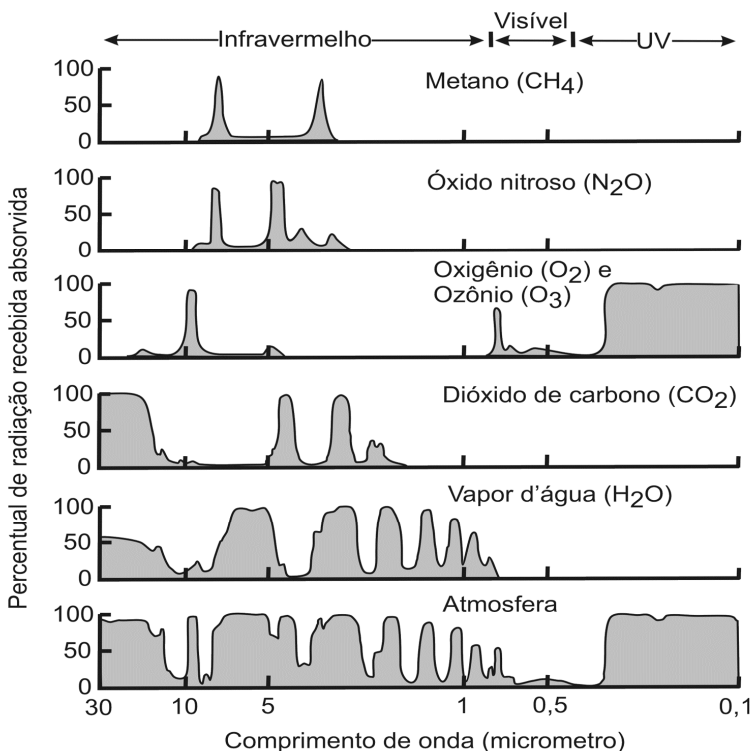 Visível
Infravermelho
UV
Percentual de radiação recebida absorvida
100
50
0
Metano (CH4)
100
50
0
Óxido nitroso (N2O)
100
50
0
Oxigênio (O2) e
Ozônio (O3)
100
50
0
Dióxido de carbono (CO2)
100
50
0
Vapor d'água (H2O)
100
50
0
Atmosfera
30 10 5 1 0,5 0,1
Comprimento de onda (micrometro)